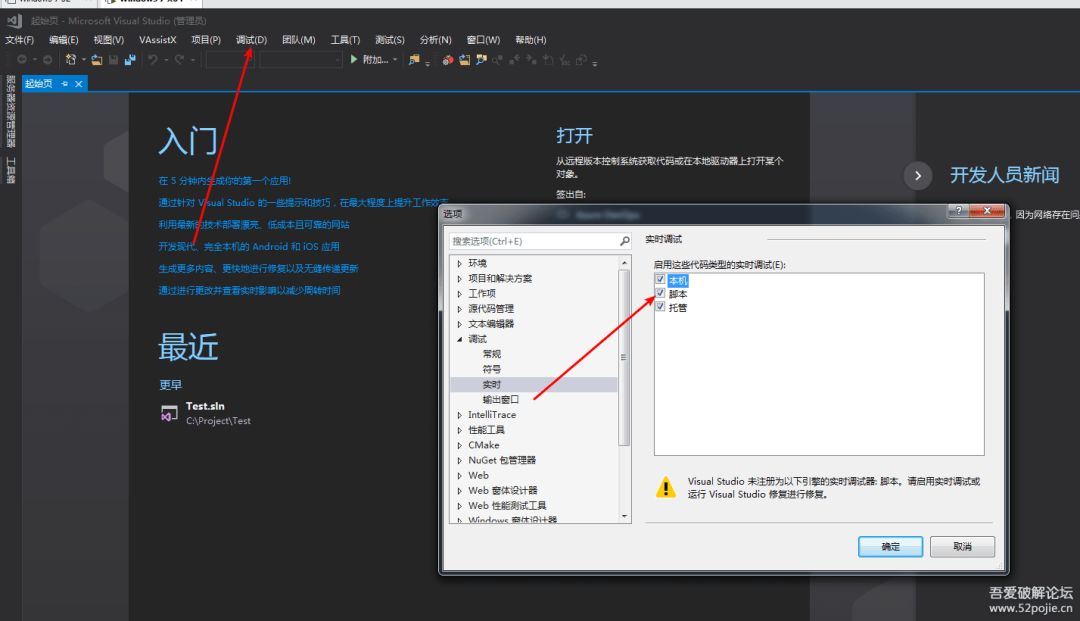 起始页 - Microsoft Visual Studio (管理员)
文件(F) 编辑(E) 视图(V) VAssistX 项目(P) 调试(D) 团队(M) 工具(T) 测试(S) 分析(N) 窗口(W) 帮助(H)
附加...
服务器资源管理器
工具箱
起始页
入门
在 5 分钟内生成你的第一个应用!
通过针对 Visual Studio 的一些提示和技巧，在最大程度上提升工作效率
利用最新的技术部署漂亮、低成本且可靠的网站
开发现代、完全本机的 Android 和 iOS 应用
生成更多内容、更快地进行修复以及无缝传递更新
通过进行更改并查看实时影响以减少周转时间
最近
更早
Test.sln
C:\Project\Test
打开
从远程版本控制系统获取代码或在本地驱动器上打开某个
对象。
签出自:
Azure DevOps
开发人员新闻
因为网络存在问
选项
搜索选项(Ctrl+E)
环境
项目和解决方案
工作项
源代码管理
文本编辑器
调试
常规
符号
实时
输出窗口
IntelliTrace
性能工具
CMake
NuGet 包管理器
Web
Web 窗体设计器
Web 性能测试工具
Windows 窗体设计器
实时调试
启用这些代码类型的实时调试(E):
本机
脚本
托管
Visual Studio 未注册为以下引擎的实时调试器: 脚本。请启用实时调试或
运行 Visual Studio 修复进行修复。
确定
取消
吾爱破解论坛
www.52pojie.cn